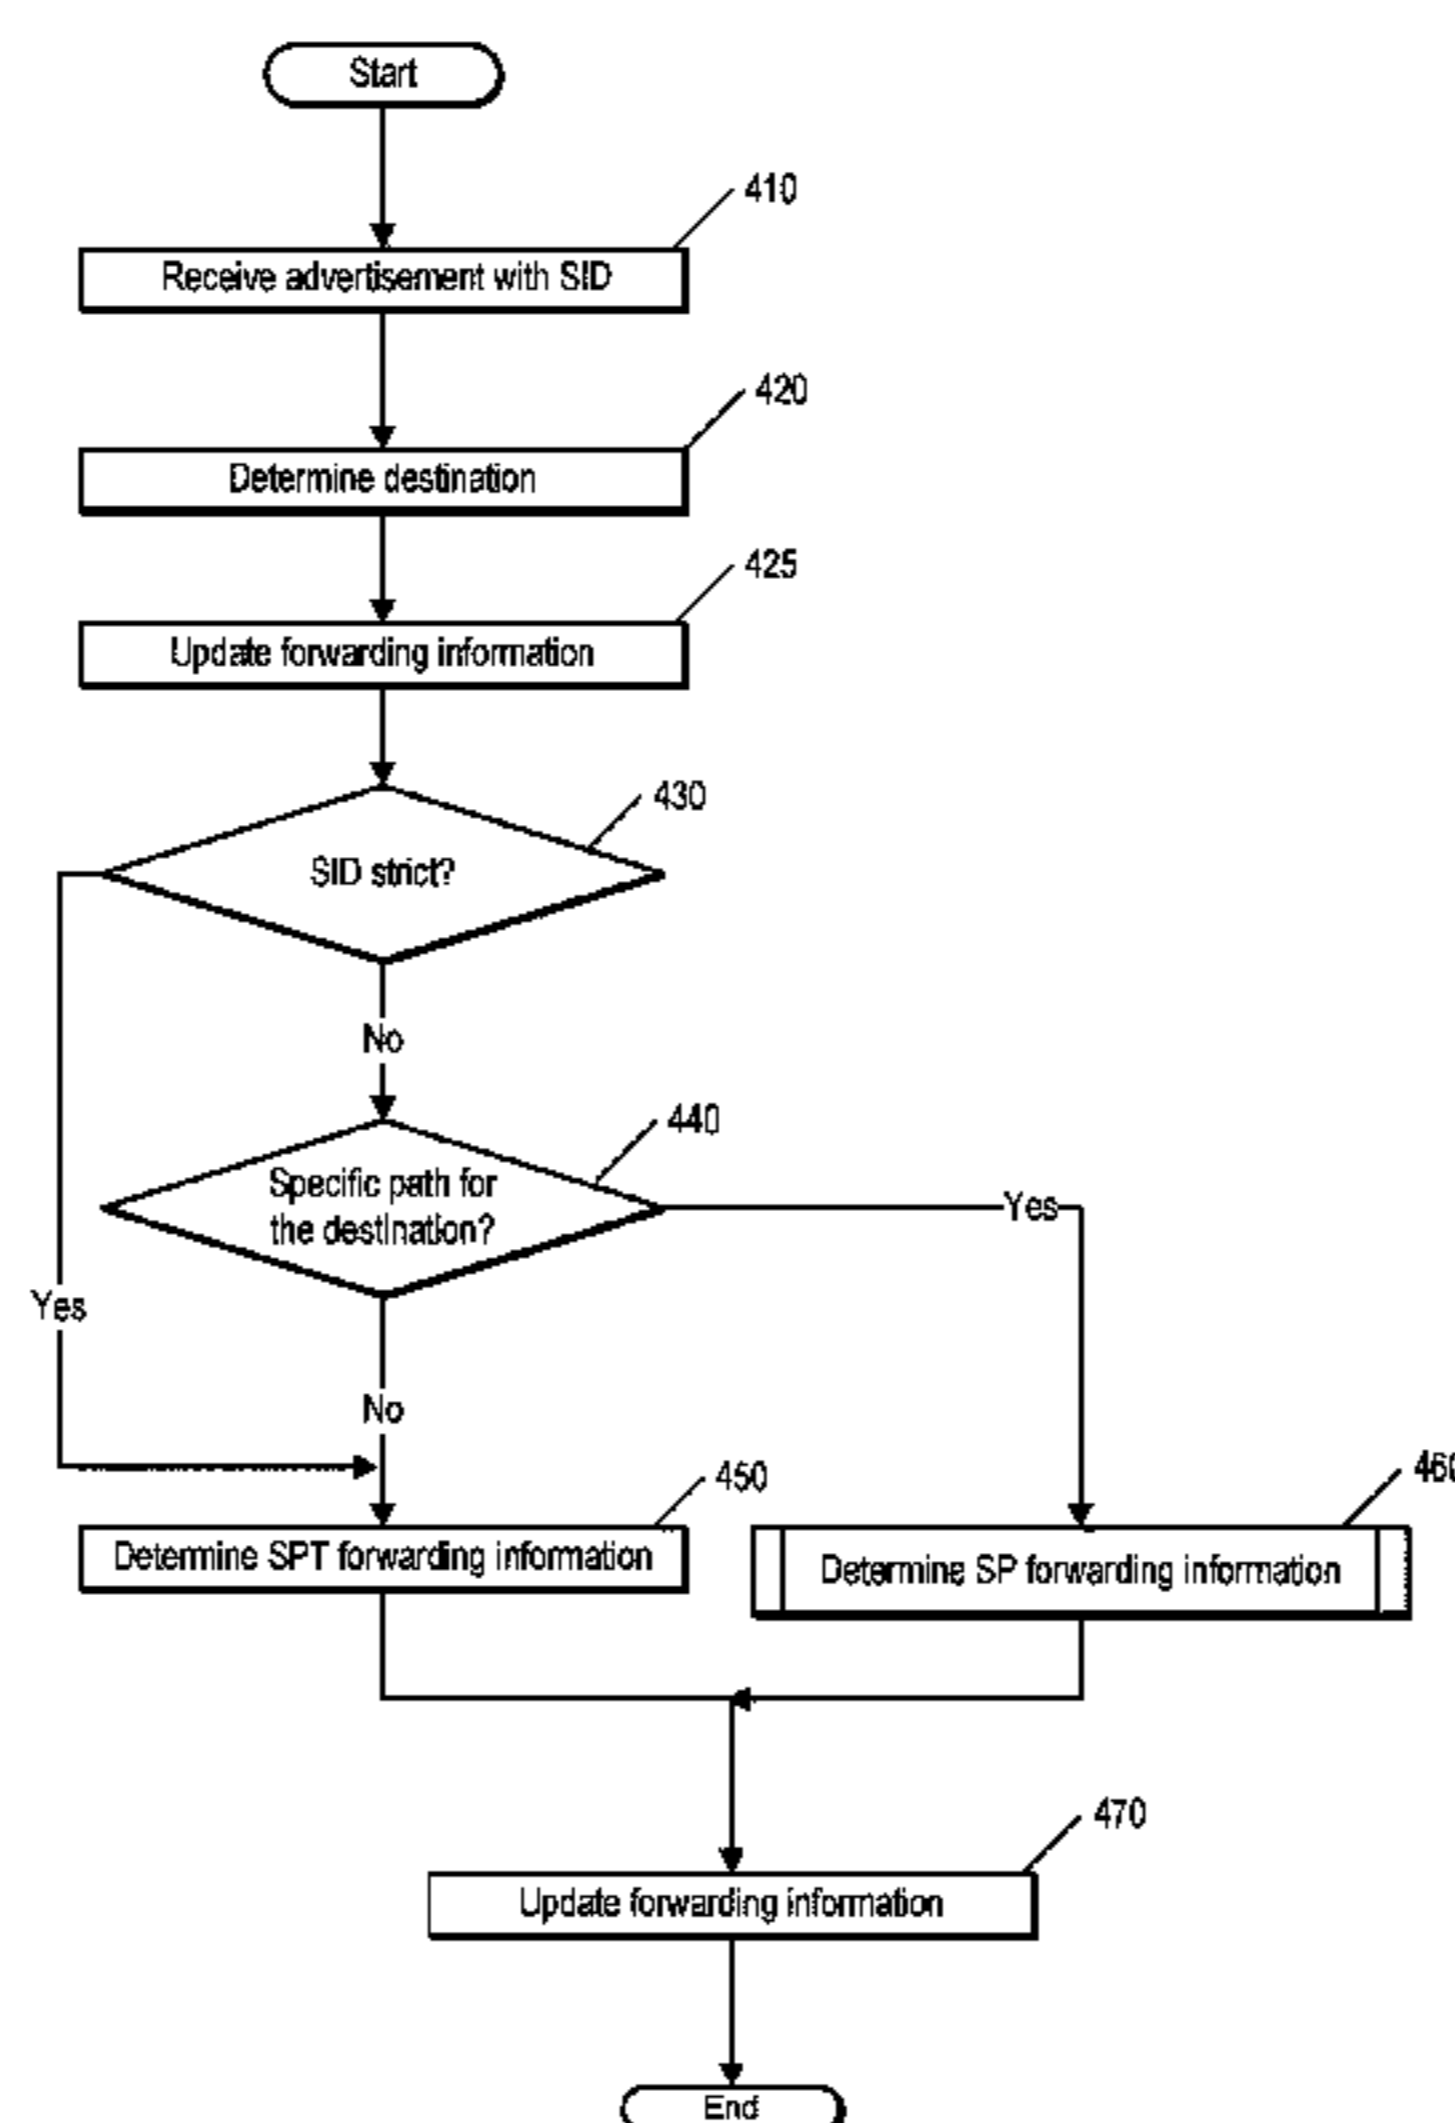 Start
410
Receive advertisement with SID
420
Determine destination
425
Update forwarding information
430
SID strict?
No
440
Specific path for
the destination?
Yes
Yes
No
450
460
Determine SPT forwarding information
Determine SP forwarding information
470
Update forwarding information
End